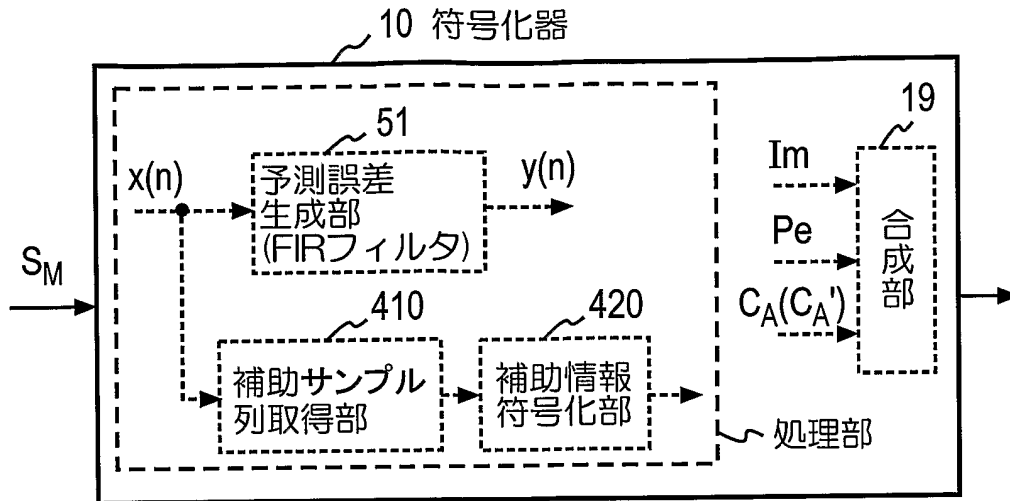 10 符号化器
51
19
x(n)
予測誤差
生成部
(FIRフィルタ)
y(n)
Im
Pe
C_A(C_A')
合成部
S_M
410
420
補助サンプル
列取得部
補助情報
符号化部
処理部